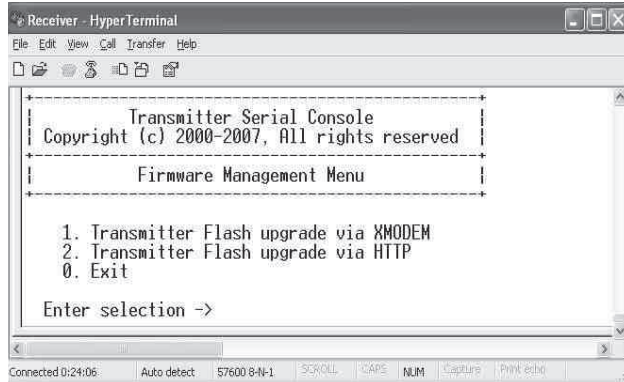 Receiver - HyperTerminal
File Edit View Call Transfer Help
Transmitter Serial Console
Copyright (c) 2000-2007, All rights reserved
Firmware Management Menu
1. Transmitter Flash upgrade via XMODEM
2. Transmitter Flash upgrade via HTTP
0. Exit
Enter selection ->
Connected 0:24:06 Auto detect 57600 8-N-1 SCROLL CAPS NUM Capture Print echo